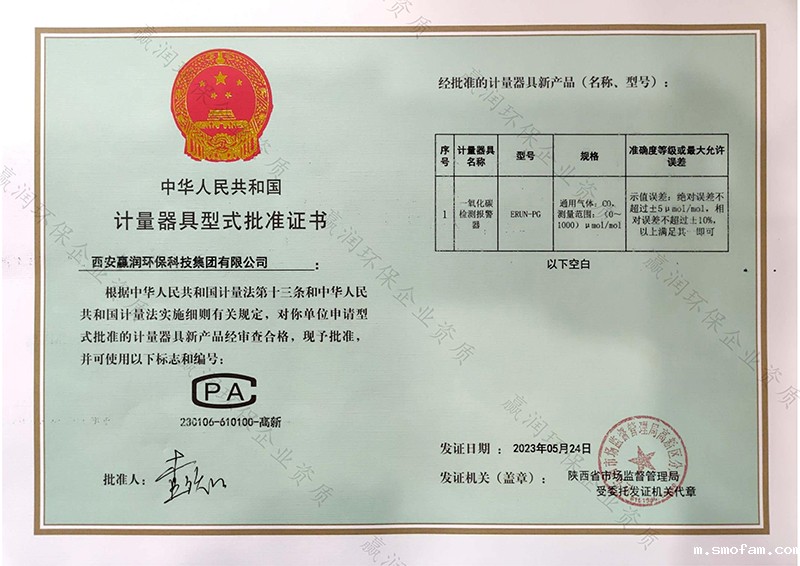 中华人民共和国
计量器具型式批准证书
西安赢润环保科技集团有限公司：
根据中华人民共和国计量法第十三条和中华人民
共和国计量法实施细则有关规定，对你单位申请型
式批准的计量器具新产品经审查合格，现予批准，
并可使用以下标志和编号：
CPA
230106-610100-高新
批准人：
经批准的计量器具新产品（名称、型号）：
序号 计量器具名称 型号 规格 准确度等级或最大允许误差
1 一氧化碳检测报警器 ERUN-PG 通用气体：CO，测量范围：（0～1000）μmol/mol 示值误差：绝对误差不超过±5μmol/mol，相对误差不超过±10%，以上满足其一即可
以下空白
发证日期：2023年05月24日
发证机关（盖章）：陕西省市场监督管理局
受委托发证机关代章
赢润环保企业资质
m.smofam.com